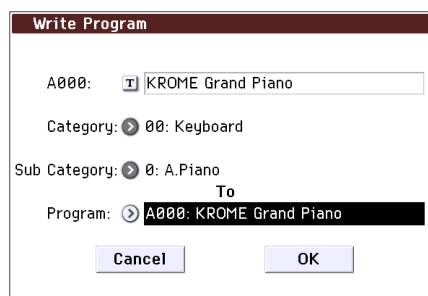 Write Program
A000: T KROME Grand Piano
Category: 00: Keyboard
Sub Category: 0: A.Piano
To
Program: A000: KROME Grand Piano
Cancel OK